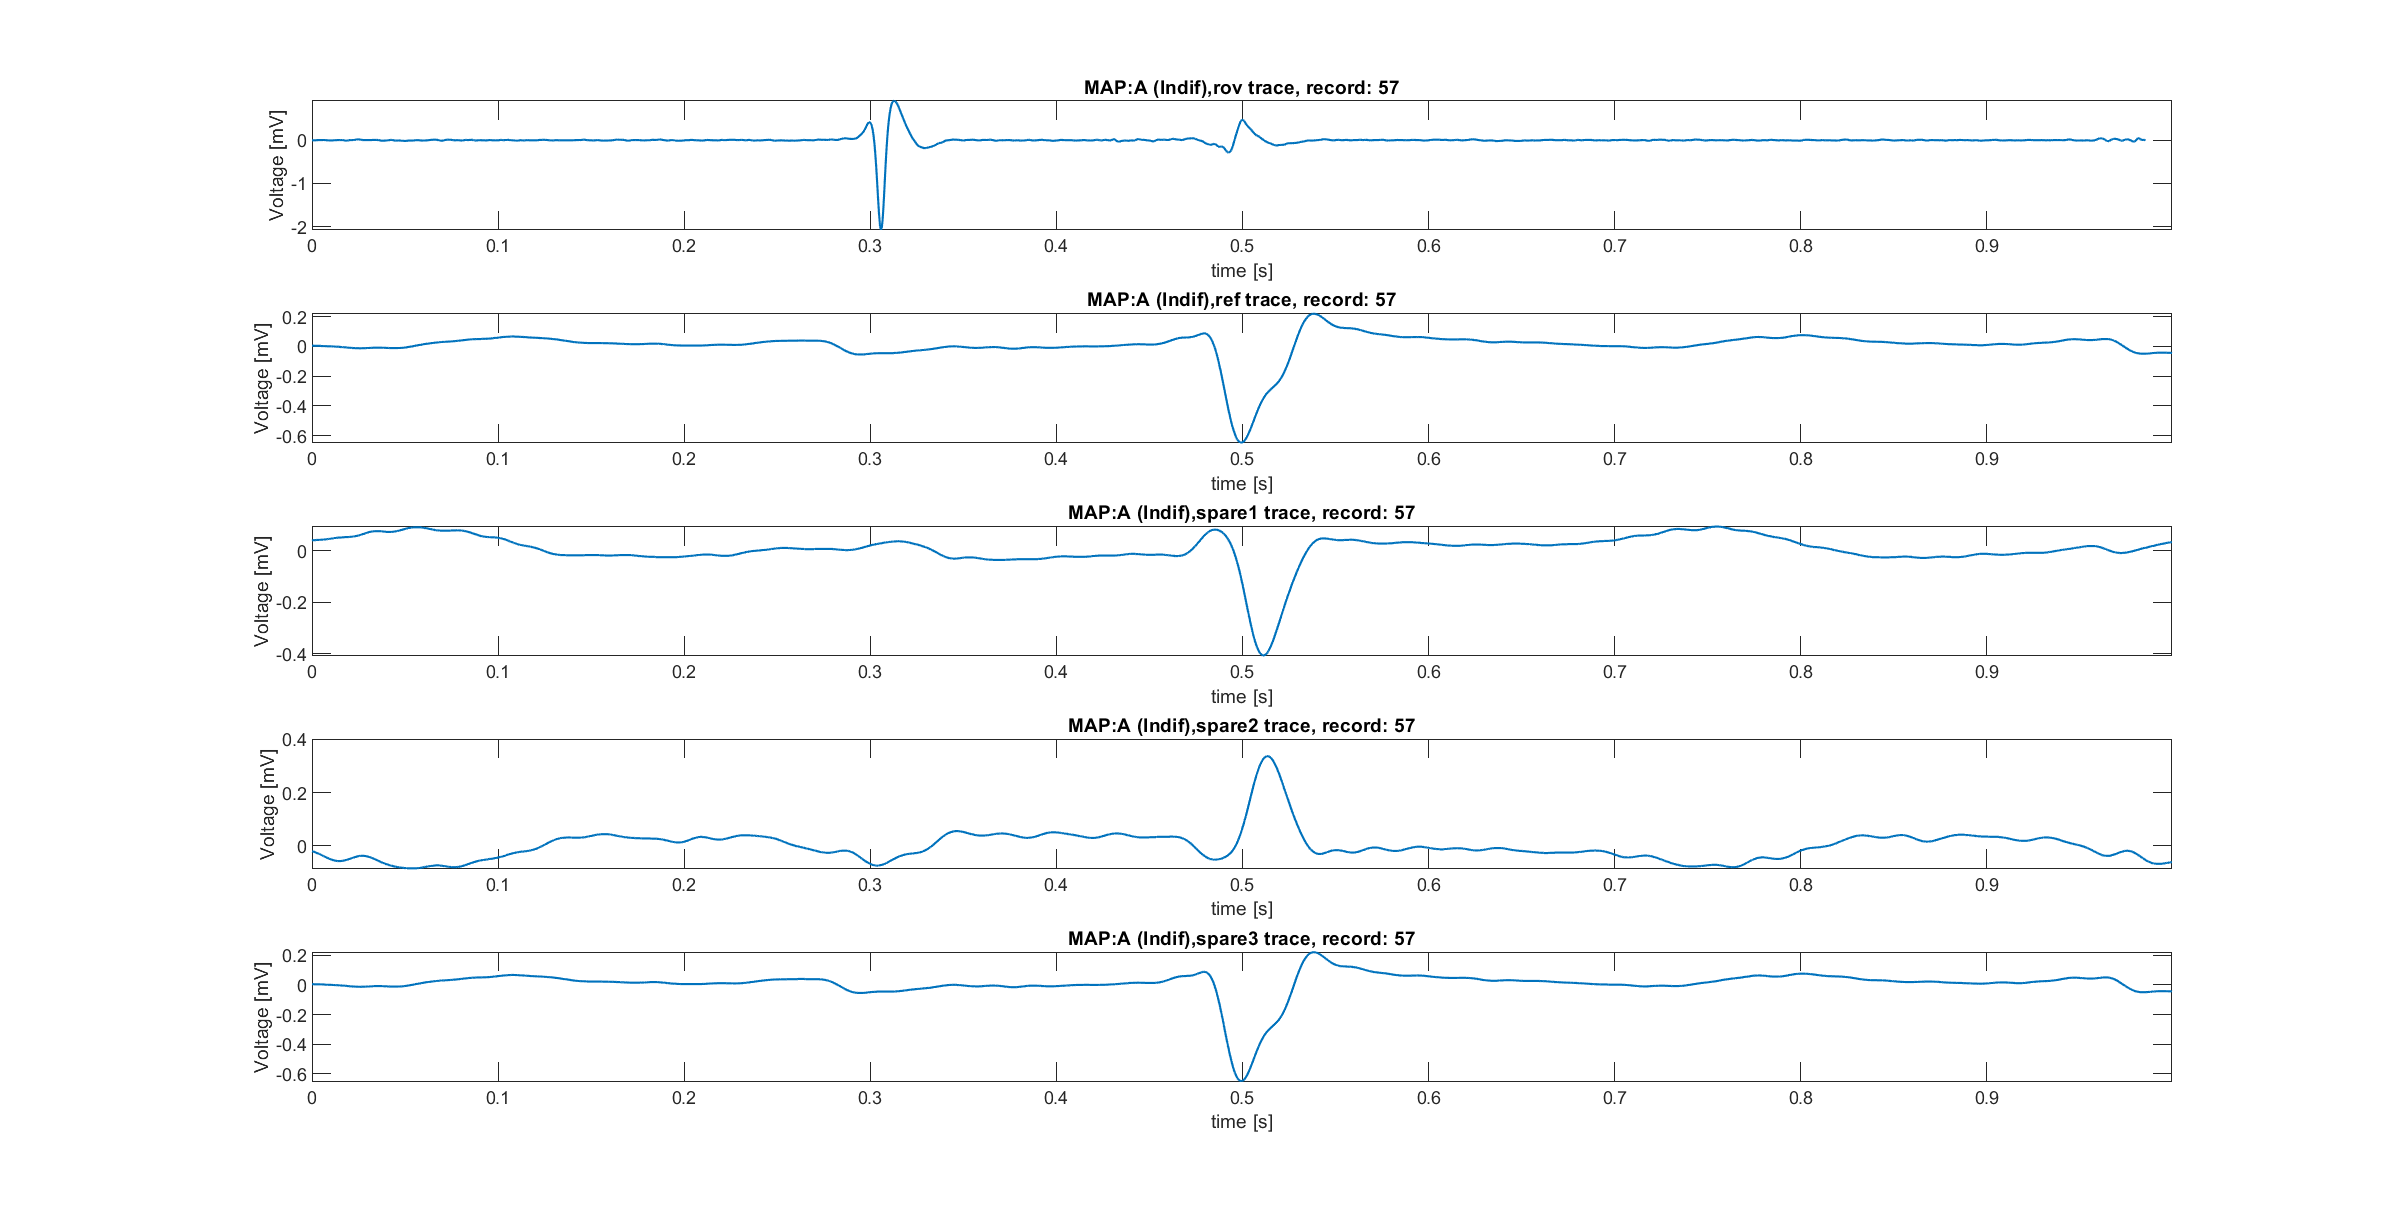 MAP:A (Indif),rov trace, record: 57
Voltage [mV]
0
-1
-2
0 0.1 0.2 0.3 0.4 0.5 0.6 0.7 0.8 0.9
time [s]
MAP:A (Indif),ref trace, record: 57
Voltage [mV]
0.2
0
-0.2
-0.4
-0.6
0 0.1 0.2 0.3 0.4 0.5 0.6 0.7 0.8 0.9
time [s]
MAP:A (Indif),spare1 trace, record: 57
Voltage [mV]
0
-0.2
-0.4
0 0.1 0.2 0.3 0.4 0.5 0.6 0.7 0.8 0.9
time [s]
MAP:A (Indif),spare2 trace, record: 57
Voltage [mV]
0.4
0.2
0
0 0.1 0.2 0.3 0.4 0.5 0.6 0.7 0.8 0.9
time [s]
MAP:A (Indif),spare3 trace, record: 57
Voltage [mV]
0.2
0
-0.2
-0.4
-0.6
0 0.1 0.2 0.3 0.4 0.5 0.6 0.7 0.8 0.9
time [s]